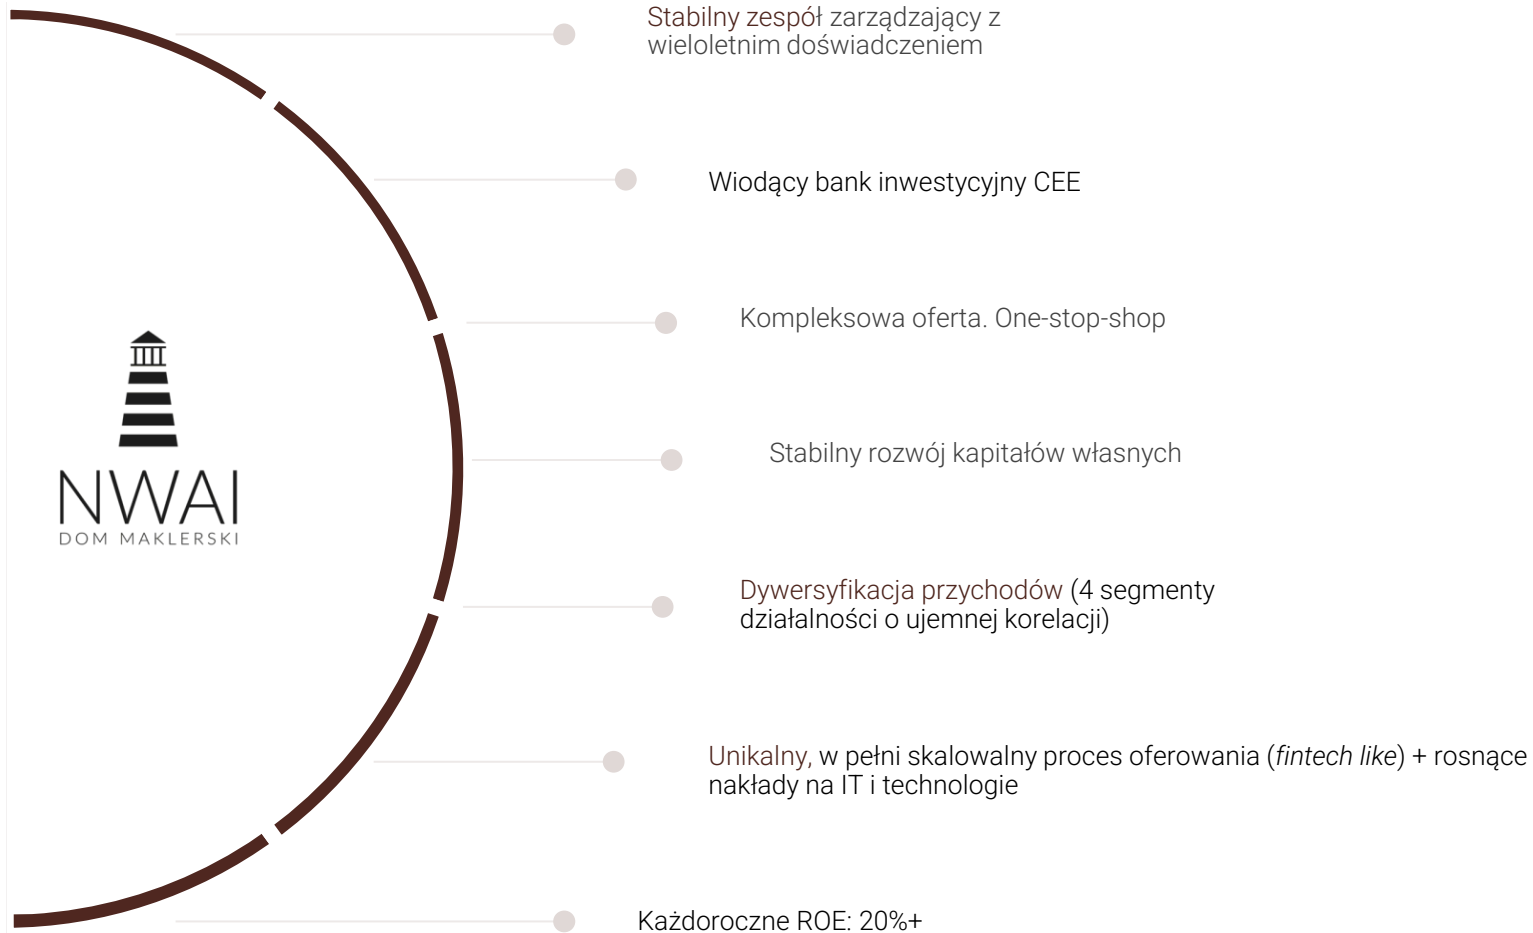 Stabilny zespół zarządzający z
wieloletnim doświadczeniem
Wiodący bank inwestycyjny CEE
Kompleksowa oferta. One-stop-shop
Stabilny rozwój kapitałów własnych
NWAI
DOM MAKLERSKI
Dywersyfikacja przychodów (4 segmenty
działalności o ujemnej korelacji)
Unikalny, w pełni skalowalny proces oferowania (fintech like) + rosnące
nakłady na IT i technologie
Każdoroczne ROE: 20%+